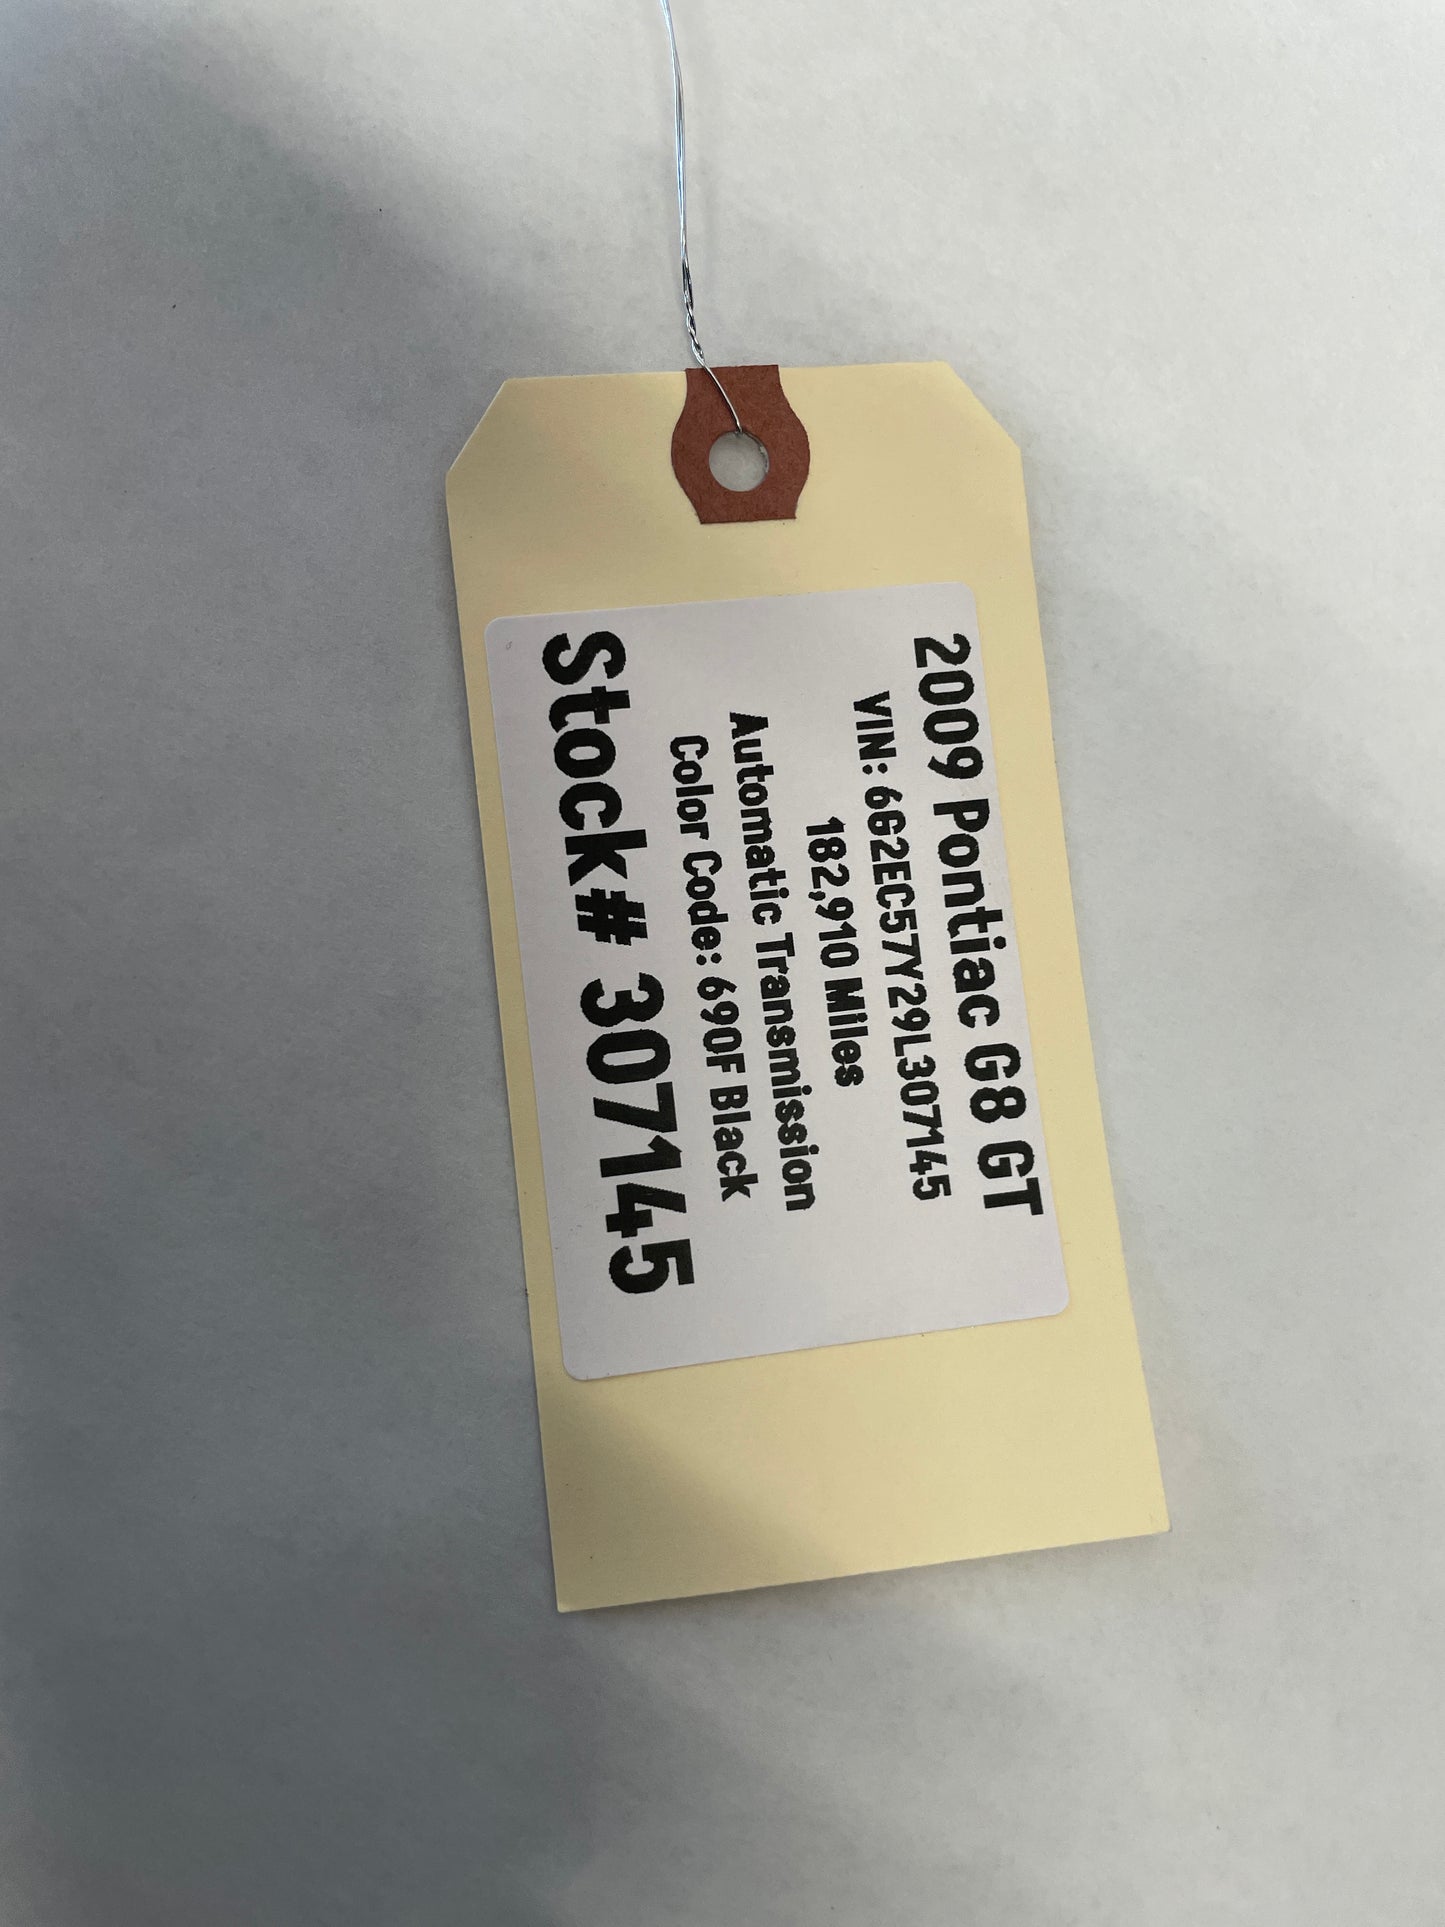 2009 Pontiac G8 GT
VIN: 6G2EC57Y29L307145
182,910 Miles
Automatic Transmission
Color Code: 690F Black
Stock# 307145